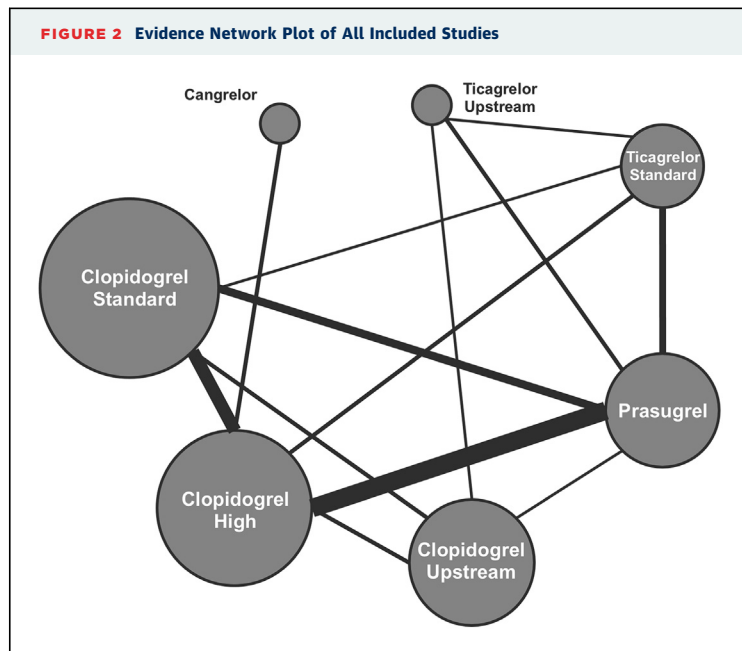 FIGURE 2 Evidence Network Plot of All Included Studies
Cangrelor
Ticagrelor
Upstream
Ticagrelor
Standard
Clopidogrel
Standard
Prasugrel
Clopidogrel
High
Clopidogrel
Upstream